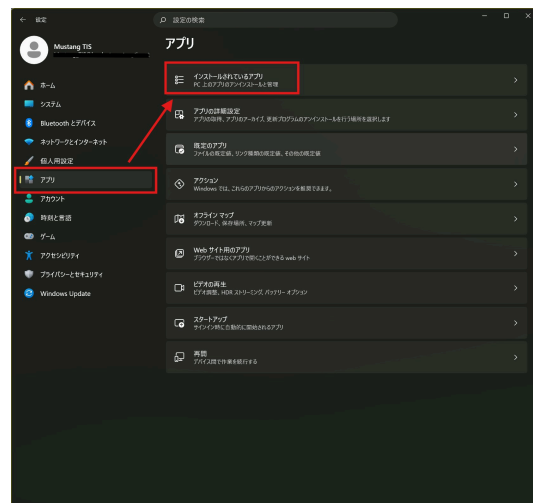 設定
設定の検索
Mustang TIS
アプリ
ホーム
システム
Bluetooth とデバイス
ネットワークとインターネット
個人用設定
アプリ
アカウント
時刻と言語
ゲーム
アクセシビリティ
プライバシーとセキュリティ
Windows Update
インストールされているアプリ
PC 上のアプリのアンインストールと管理
アプリの詳細設定
アプリの取得、アプリのアーカイブ、更新プログラムのアンインストールを行う場所を選択します
既定のアプリ
ファイルの既定値、リンク種類の既定値、その他の既定値
アクション
Windows では、これらのアプリからのアクションを推奨できます。
オフライン マップ
ダウンロード、保存場所、マップ更新
Web サイト用のアプリ
ブラウザーではなくアプリで開くことができる web サイト
ビデオの再生
ビデオ調整、HDR ストリーミング、バッテリー オプション
スタートアップ
サインイン時に自動的に開始されるアプリ
再開
デバイス間で作業を続行する